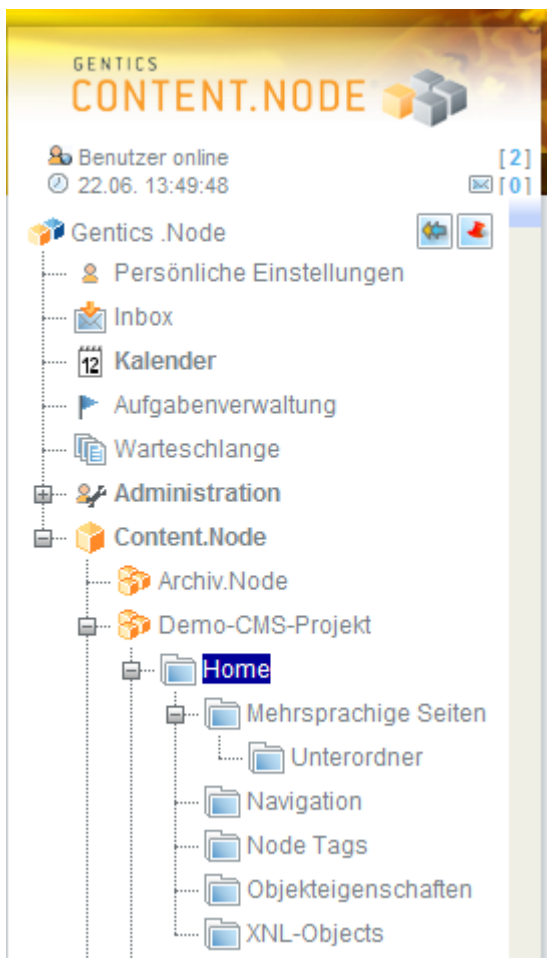 GENTICS
CONTENT.NODE
Benutzer online [2]
22.06. 13:49:48 [0]
Gentics .Node
Persönliche Einstellungen
Inbox
12 Kalender
Aufgabenverwaltung
Warteschlange
Administration
Content.Node
Archiv.Node
Demo-CMS-Projekt
Home
Mehrsprachige Seiten
Unterordner
Navigation
Node Tags
Objekteigenschaften
XNL-Objects